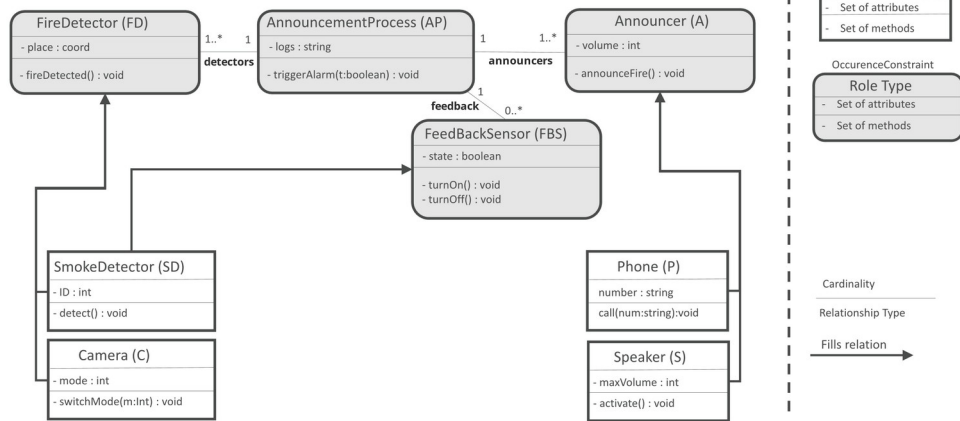 FireDetector (FD)
- place : coord
- fireDetected() : void
1..*
1
detectors
AnnouncementProcess (AP)
- logs : string
- triggerAlarm(t:boolean) : void
1
1..*
announcers
Announcer (A)
- volume : int
- announceFire() : void
1
feedback
0..*
FeedBackSensor (FBS)
- state : boolean
- turnOn() : void
- turnOff() : void
SmokeDetector (SD)
- ID : int
- detect() : void
Camera (C)
- mode : int
- switchMode(m:Int) : void
Phone (P)
number : string
call(num:string):void
Speaker (S)
- maxVolume : int
- activate() : void
- Set of attributes
- Set of methods
OccurenceConstraint
Role Type
- Set of attributes
- Set of methods
Cardinality
Relationship Type
Fills relation